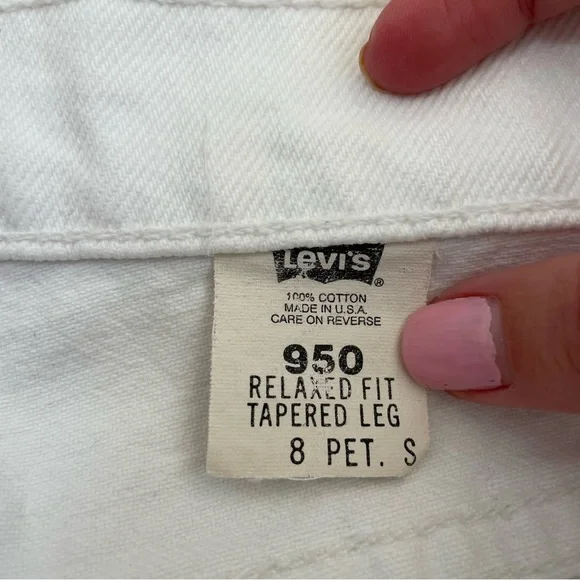 Levi's ®
100% COTTON
MADE IN U.S.A.
CARE ON REVERSE
950
RELAXED FIT
TAPERED LEG
8 PET. S